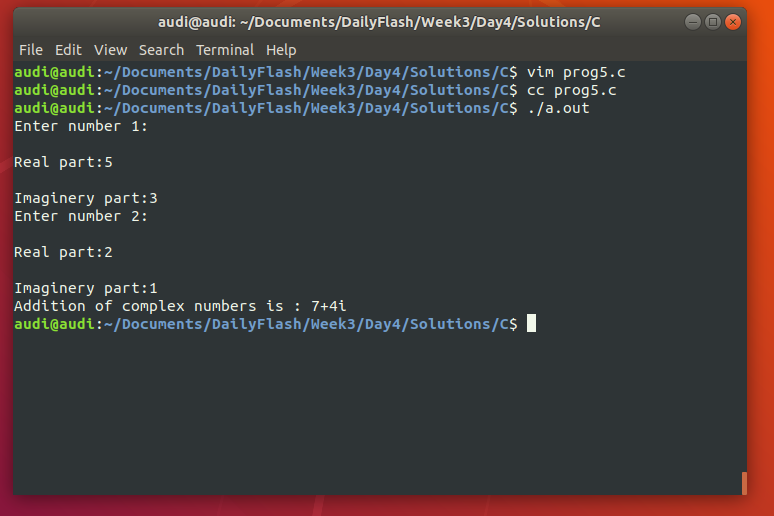 audi@audi: ~/Documents/DailyFlash/Week3/Day4/Solutions/C
File Edit View Search Terminal Help
audi@audi:~/Documents/DailyFlash/Week3/Day4/Solutions/C$ vim prog5.c
audi@audi:~/Documents/DailyFlash/Week3/Day4/Solutions/C$ cc prog5.c
audi@audi:~/Documents/DailyFlash/Week3/Day4/Solutions/C$ ./a.out
Enter number 1:
Real part:5
Imaginery part:3
Enter number 2:
Real part:2
Imaginery part:1
Addition of complex numbers is : 7+4i
audi@audi:~/Documents/DailyFlash/Week3/Day4/Solutions/C$